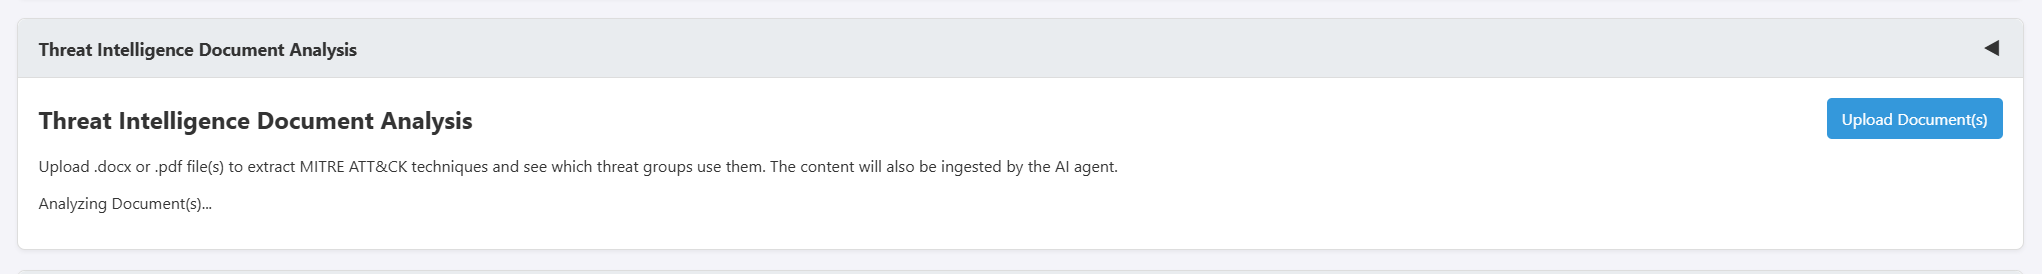 Threat Intelligence Document Analysis
Threat Intelligence Document Analysis
Upload Document(s)
Upload .docx or .pdf file(s) to extract MITRE ATT&CK techniques and see which threat groups use them. The content will also be ingested by the AI agent.
Analyzing Document(s)...